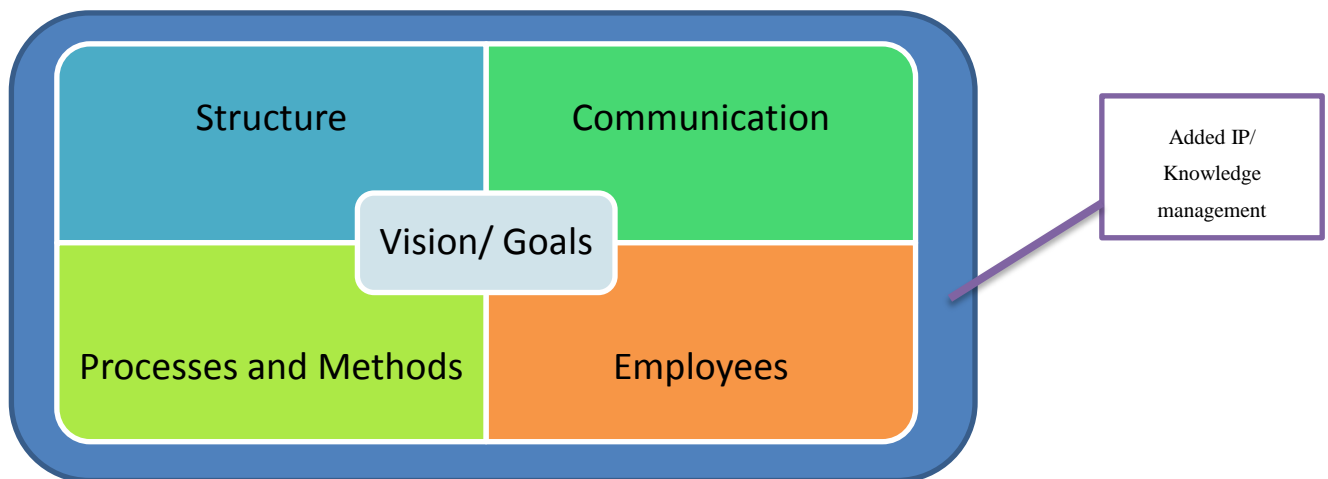 Structure
Communication
Vision/ Goals
Processes and Methods
Employees
Added IP/
Knowledge
management